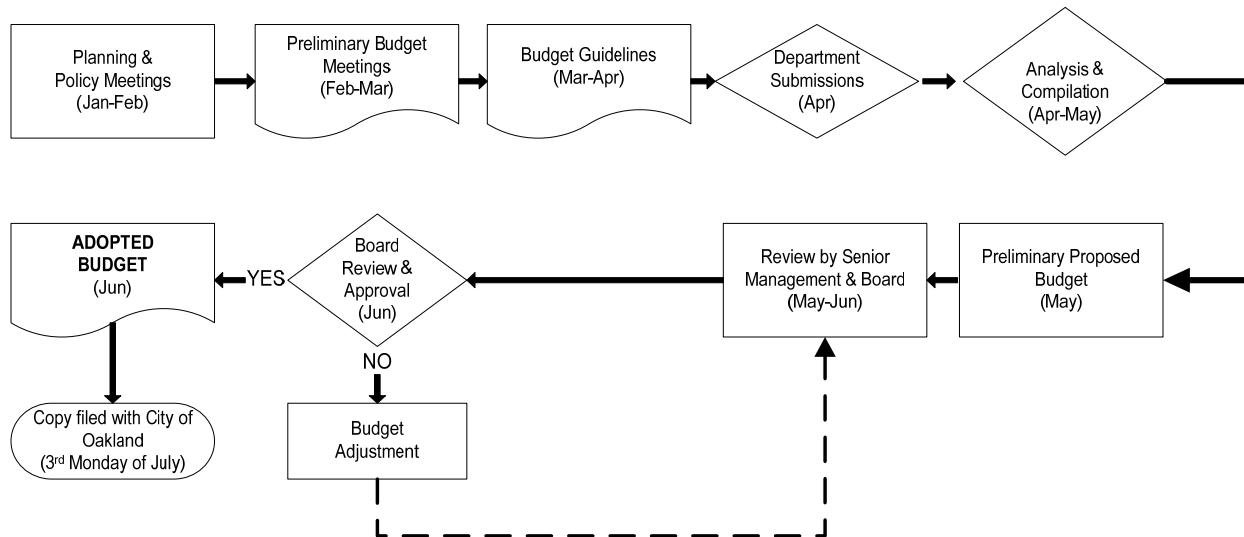 Planning &
Policy Meetings
(Jan-Feb)
Preliminary Budget
Meetings
(Feb-Mar)
Budget Guidelines
(Mar-Apr)
Department
Submissions
(Apr)
Analysis &
Compilation
(Apr-May)
Preliminary Proposed
Budget
(May)
Review by Senior
Management & Board
(May-Jun)
Board
Review &
Approval
(Jun)
YES
ADOPTED
BUDGET
(Jun)
Copy filed with City of
Oakland
(3rd Monday of July)
NO
Budget
Adjustment